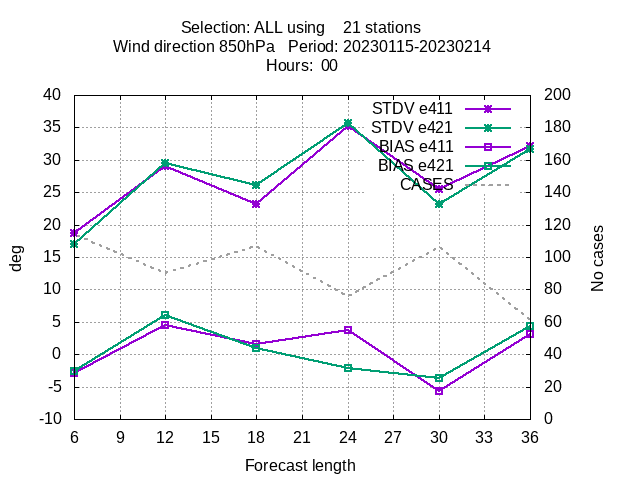 Selection: ALL using 21 stations
Wind direction 850hPa Period: 20230115-20230214
Hours: 00
STDV e411
STDV e421
BIAS e411
BIAS e421
CASES
40
35
30
25
20
15
10
5
0
-5
-10
deg
200
180
160
140
120
100
80
60
40
20
0
No cases
6 9 12 15 18 21 24 27 30 33 36
Forecast length